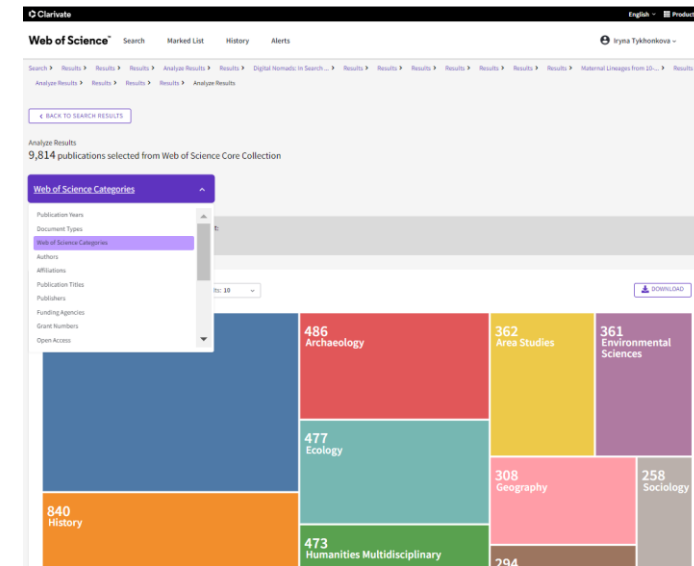 Clarivate
English
Product
Web of Science™
Search
Marked List
History
Alerts
Iryna Tykhonkova
Search > Results > Results > Analyze Results > Results > Digital Nomads: In Search... > Results > Results > Results > Results > Results > Results > Results > Maternal Lineages from 10-... > Results
Analyze Results > Results > Results > Results > Analyze Results
< BACK TO SEARCH RESULTS
Analyze Results
9,814 publications selected from Web of Science Core Collection
Web of Science Categories
Publication Years
Document Types
Web of Science Categories
Authors
Affiliations
Publication Titles
Publishers
Funding Agencies
Grant Numbers
Open Access
10
DOWNLOAD
486
Archaeology
362
Area Studies
361
Environmental
Sciences
477
Ecology
308
Geography
258
Sociology
840
History
473
Humanities Multidisciplinary
294